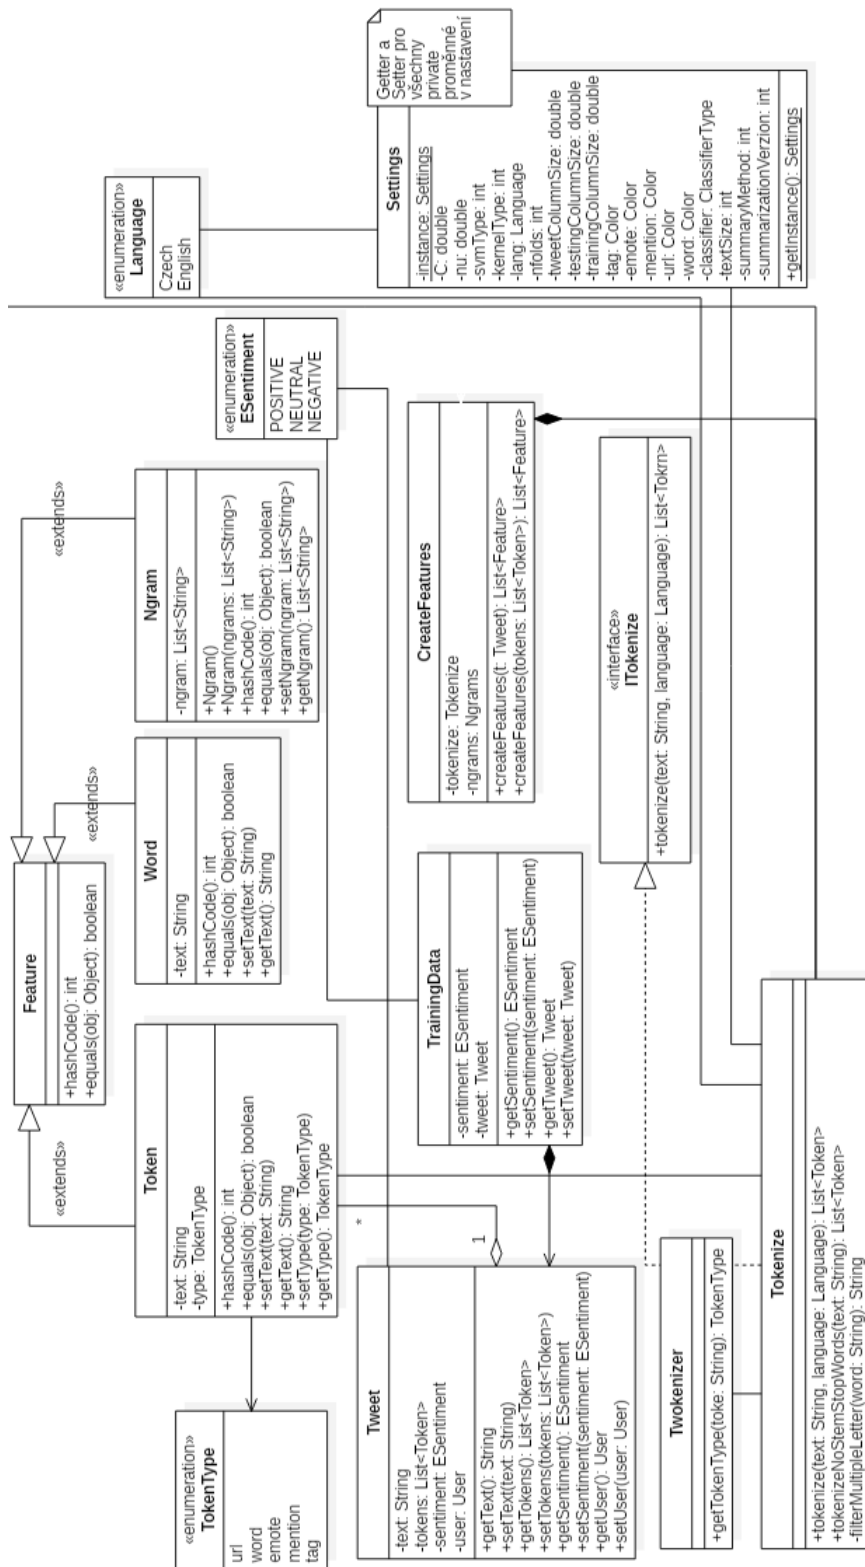 «enumeration»
TokenType
url
word
emote
mention
tag
«extends»
Token
-text: String
-type: TokenType
+hashCode(): int
+equals(obj: Object): boolean
+setText(text: String)
+getText(): String
+setType(type: TokenType)
+getType(): TokenType
Feature
+hashCode(): int
+equals(obj: Object): boolean
«extends»
Word
-text: String
+hashCode(): int
+equals(obj: Object): boolean
+setText(text: String)
+getText(): String
«extends»
Ngram
-ngram: List<String>
+Ngram()
+Ngram(ngrams: List<String>)
+hashCode(): int
+equals(obj: Object): boolean
+setNgram(ngram: List<String>)
+getNgram(): List<String>
«enumeration»
ESentiment
POSITIVE
NEUTRAL
NEGATIVE
«enumeration»
Language
Czech
English
Getter a
Setter pro
všechny
private
proměnné
v nastavení
Settings
-instance: Settings
-C: double
-nu: double
-svmType: int
-kernelType: int
-lang: Language
-nfolds: int
-tweetColumnSize: double
-testingColumnSize: double
-trainingColumnSize: double
-tag: Color
-emote: Color
-mention: Color
-url: Color
-word: Color
-classifier: ClassifierType
-textSize: int
-summaryMethod: int
-summarizationVerzion: int
+getInstance(): Settings
Tweet
-text: String
-tokens: List<Token>
-sentiment: ESentiment
-user: User
+getText(): String
+setText(text: String)
+getTokens(): List<Token>
+setTokens(tokens: List<Token>)
+getSentiment(): ESentiment
+setSentiment(sentiment: ESentiment)
+getUser(): User
+setUser(user: User)
*
1
TrainingData
-sentiment: ESentiment
-tweet: Tweet
+getSentiment(): ESentiment
+setSentiment(sentiment: ESentiment)
+getTweet(): Tweet
+setTweet(tweet: Tweet)
CreateFeatures
-tokenize: Tokenize
-ngrams: Ngrams
+createFeatures(t: Tweet): List<Feature>
+createFeatures(tokens: List<Token>): List<Feature>
«interface»
ITokenize
+tokenize(text: String, language: Language): List<Tokrn>
Twokenizer
+getTokenType(toke: String): TokenType
Tokenize
+tokenize(text: String, language: Language): List<Token>
+tokenizeNoStemStopWords(text: String): List<Token>
-filterMultipleLetter(word: String): String